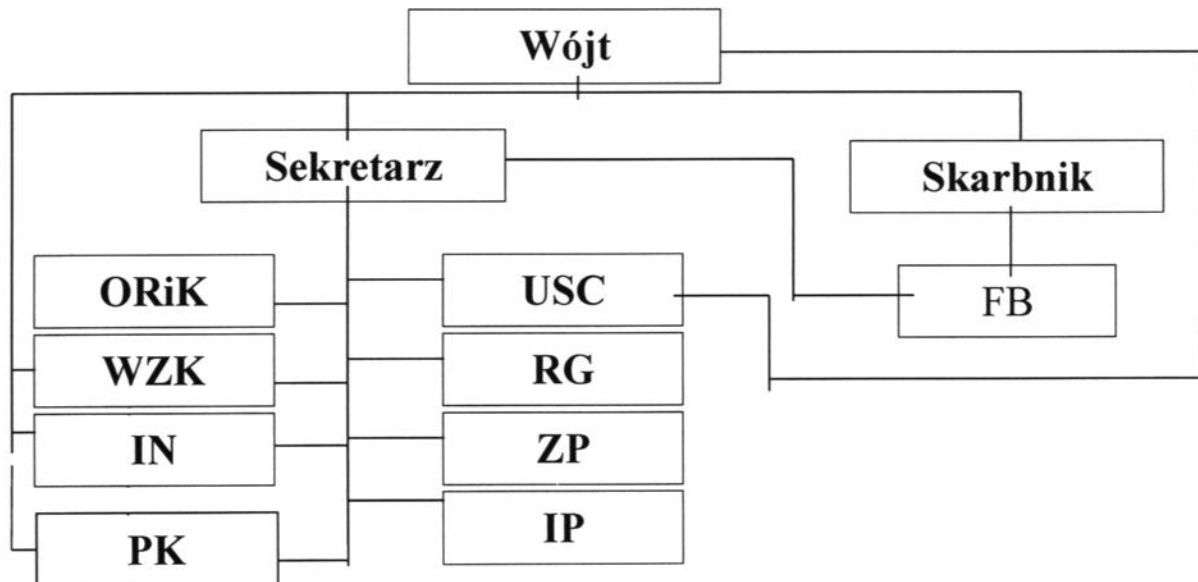 Wójt
Sekretarz
Skarbnik
ORiK
USC
FB
WZK
RG
IN
ZP
PK
IP